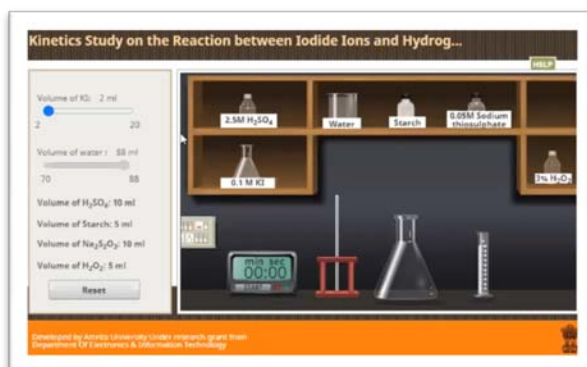 Kinetics Study on the Reaction between Iodide Ions and Hydrog...
HELP
Volume of KI: 2 ml
2 20
Volume of water : 88 ml
70 88
Volume of H₂SO₄: 10 ml
Volume of Starch: 5 ml
Volume of Na₂S₂O₃: 10 ml
Volume of H₂O₂: 5 ml
Reset
2.5M H₂SO₄
Water
Starch
0.05M Sodium
thiosulphate
0.1 M KI
3% H₂O₂
min sec
00:00
START
Developed by Amrita University Under research grant from
Department Of Electronics & Information Technology